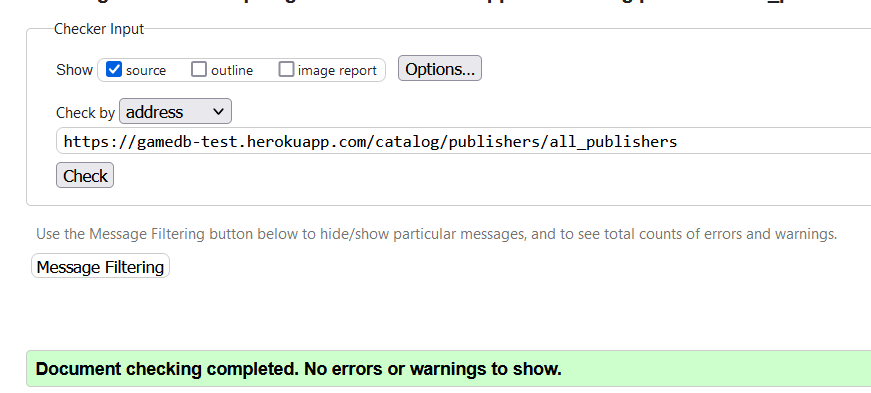 Checker Input
Show source outline image report Options...
Check by address
https://gamedb-test.herokuapp.com/catalog/publishers/all_publishers
Check
Use the Message Filtering button below to hide/show particular messages, and to see total counts of errors and warnings.
Message Filtering
Document checking completed. No errors or warnings to show.